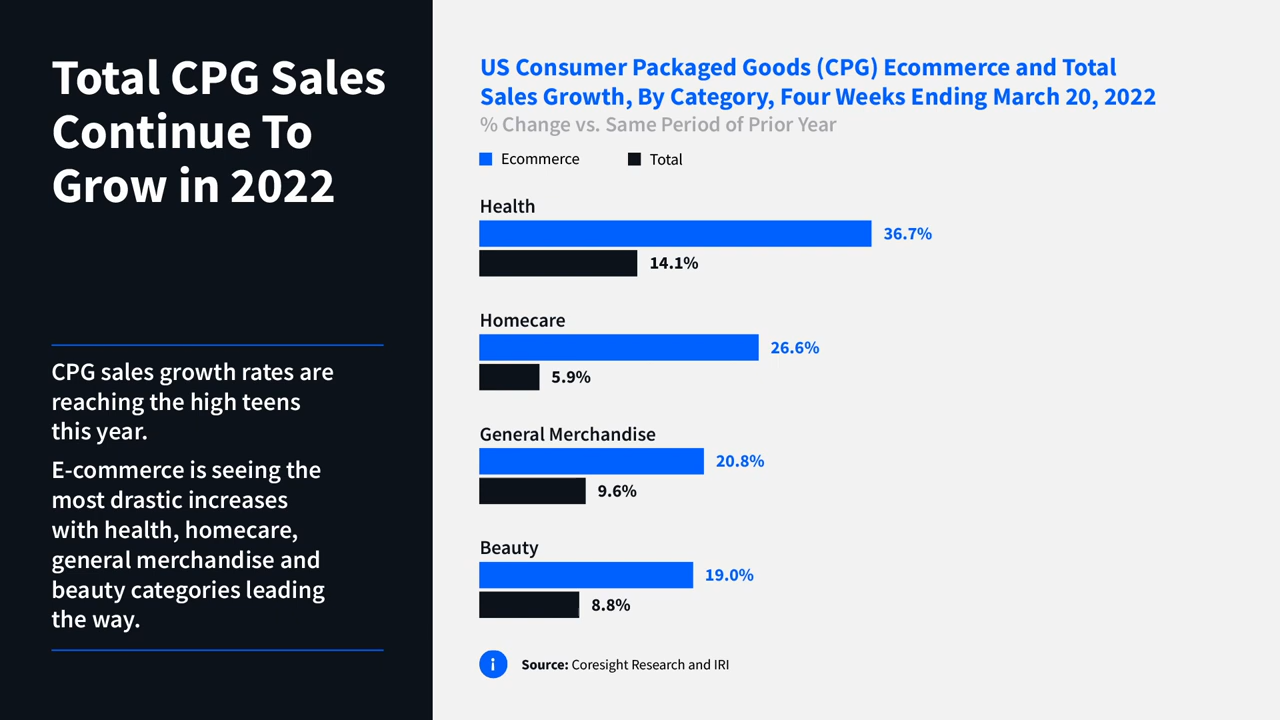 Total CPG Sales
Continue To
Grow in 2022
CPG sales growth rates are
reaching the high teens
this year.
E-commerce is seeing the
most drastic increases
with health, homecare,
general merchandise and
beauty categories leading
the way.
US Consumer Packaged Goods (CPG) Ecommerce and Total
Sales Growth, By Category, Four Weeks Ending March 20, 2022
% Change vs. Same Period of Prior Year
Ecommerce Total
Health
36.7%
14.1%
Homecare
26.6%
5.9%
General Merchandise
20.8%
9.6%
Beauty
19.0%
8.8%
i Source: Coresight Research and IRI